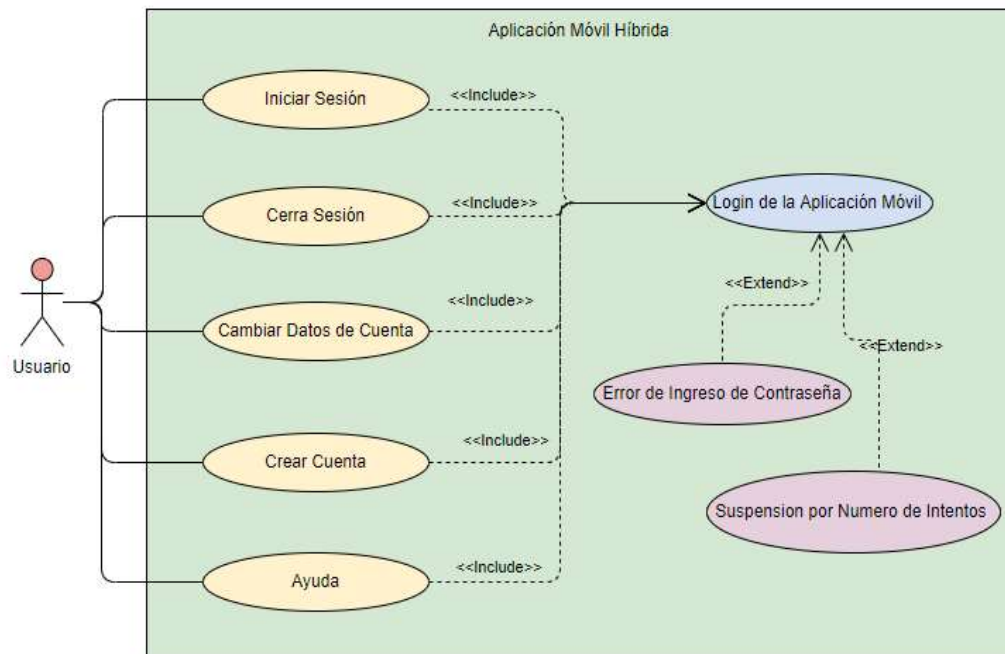 Aplicación Móvil Híbrida
Iniciar Sesión
<<Include>>
Cerra Sesión
<<Include>>
Login de la Aplicación Móvil
<<Extend>>
Cambiar Datos de Cuenta
<<Include>>
<<Extend>>
Usuario
Error de Ingreso de Contraseña
Crear Cuenta
<<Include>>
Suspension por Numero de Intentos
Ayuda
<<Include>>